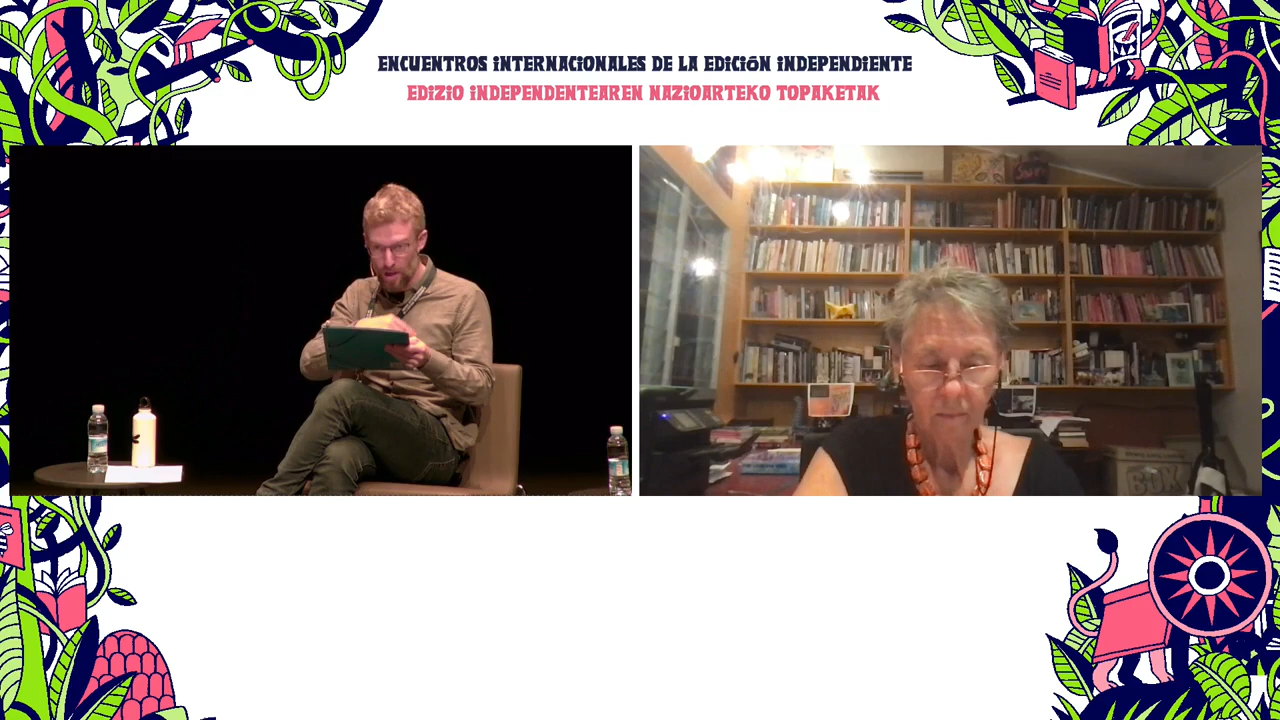 ENCUENTROS INTERNACIONALES DE LA EDICIÓN INDEPENDIENTE
EDIZIO INDEPENDENTEAREN NAZIOARTEKO TOPAKETAK